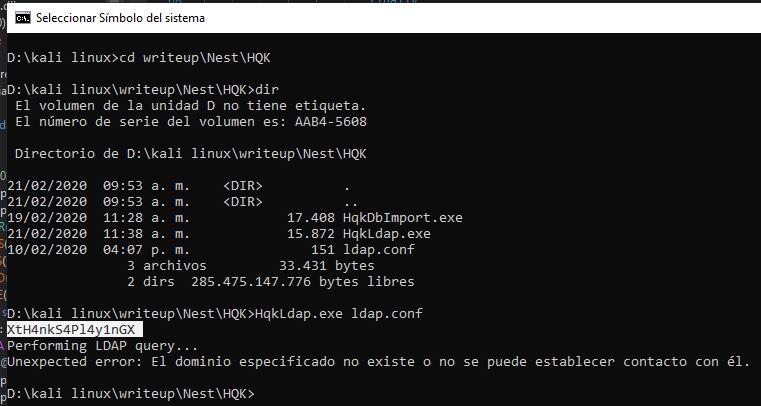 Seleccionar Símbolo del sistema
D:\kali linux>cd writeup\Nest\HQK
D:\kali linux\writeup\Nest\HQK>dir
El volumen de la unidad D no tiene etiqueta.
El número de serie del volumen es: AAB4-5608
Directorio de D:\kali linux\writeup\Nest\HQK
21/02/2020  09:53 a. m.    <DIR>          .
21/02/2020  09:53 a. m.    <DIR>          ..
19/02/2020  11:28 a. m.            17.408 HqkDbImport.exe
21/02/2020  11:38 a. m.            15.872 HqkLdap.exe
10/02/2020  04:07 p. m.               151 ldap.conf
3 archivos         33.431 bytes
2 dirs  285.475.147.776 bytes libres
D:\kali linux\writeup\Nest\HQK>HqkLdap.exe ldap.conf
XtH4nkS4Pl4y1nGX
Performing LDAP query...
Unexpected error: El dominio especificado no existe o no se puede establecer contacto con él.
D:\kali linux\writeup\Nest\HQK>